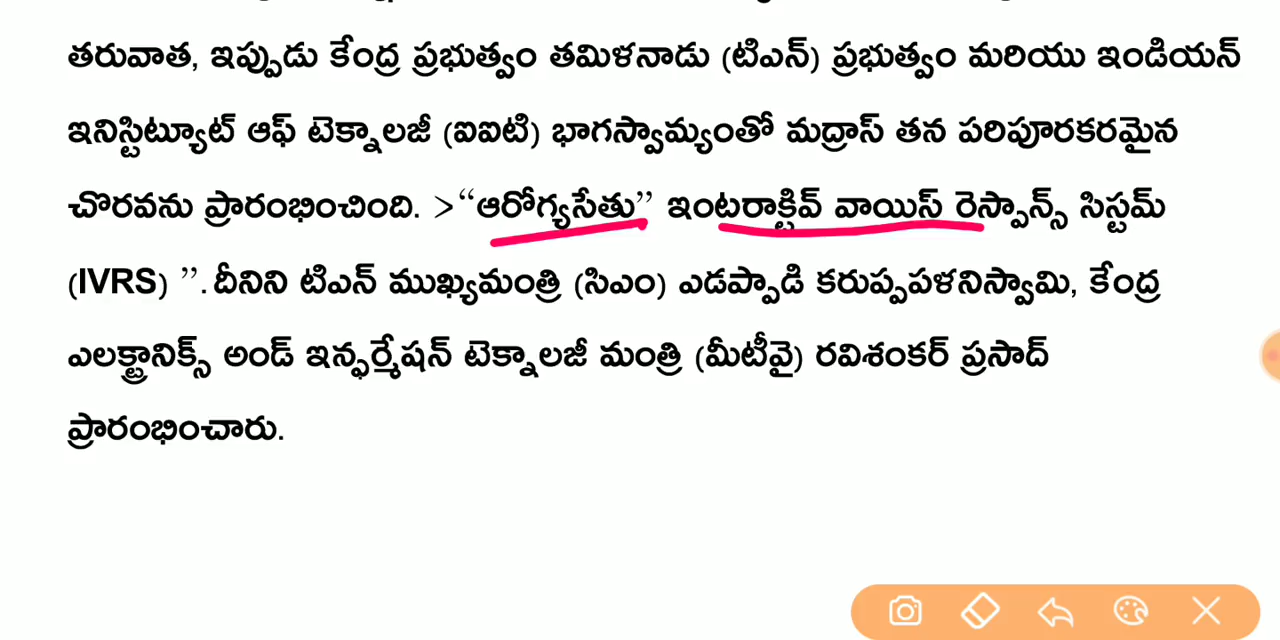 తరువాత, ఇప్పుడు కేంద్ర ప్రభుత్వం తమిళనాడు (టిఎన్) ప్రభుత్వం మరియు ఇండియన్
ఇనిస్టిట్యూట్ ఆఫ్ టెక్నాలజీ (ఐఐటి) భాగస్వామ్యంతో మద్రాస్ తన పరిపూరకరమైన
చొరవను ప్రారంభించింది. >“ఆరోగ్యసేతు” ఇంటరాక్టివ్ వాయిస్ రెస్పాన్స్ సిస్టమ్
(IVRS) ”. దీనిని టిఎన్ ముఖ్యమంత్రి (సిఎం) ఎడప్పాడి కరుప్పపళనిస్వామి, కేంద్ర
ఎలక్ట్రానిక్స్ అండ్ ఇన్ఫర్మేషన్ టెక్నాలజీ మంత్రి (మీటీవై) రవిశంకర్ ప్రసాద్
ప్రారంభించారు.